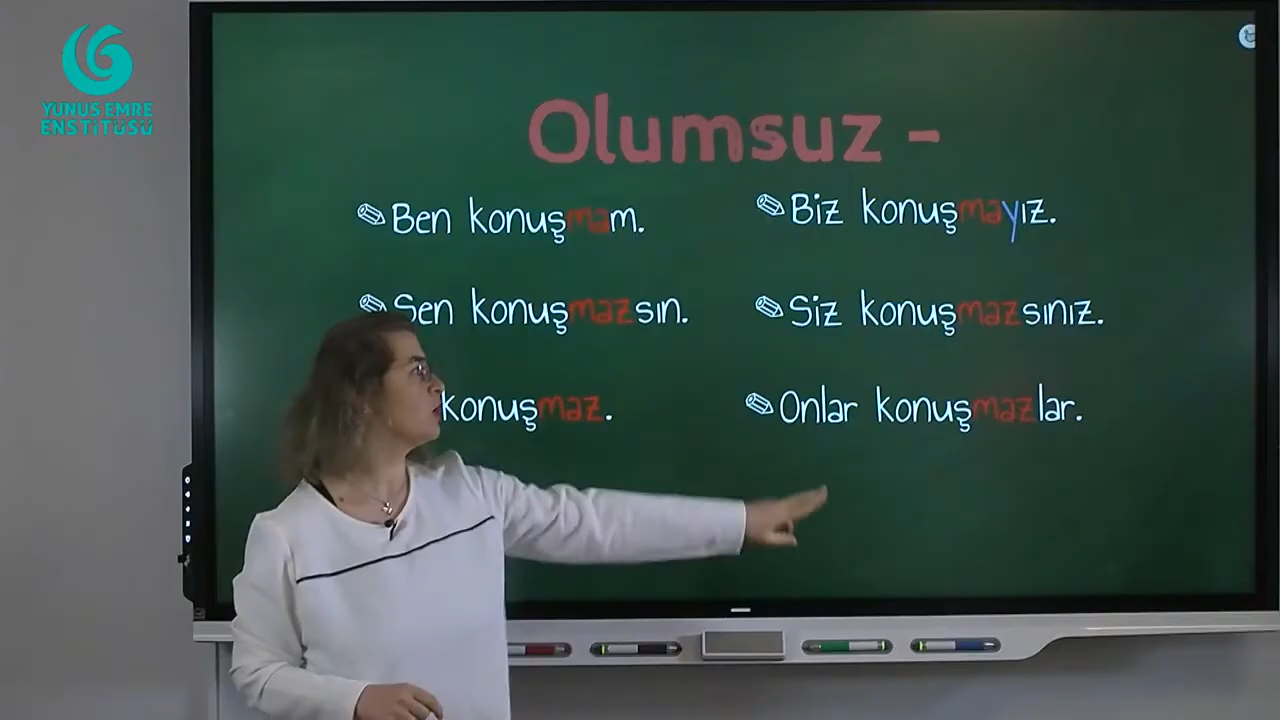 YUNUS EMRE
ENSTİTÜSÜ
Olumsuz -
Ben konuşmam.
Sen konuşmazsın.
konuşmaz.
Biz konuşmayız.
Siz konuşmazsınız.
Onlar konuşmazlar.